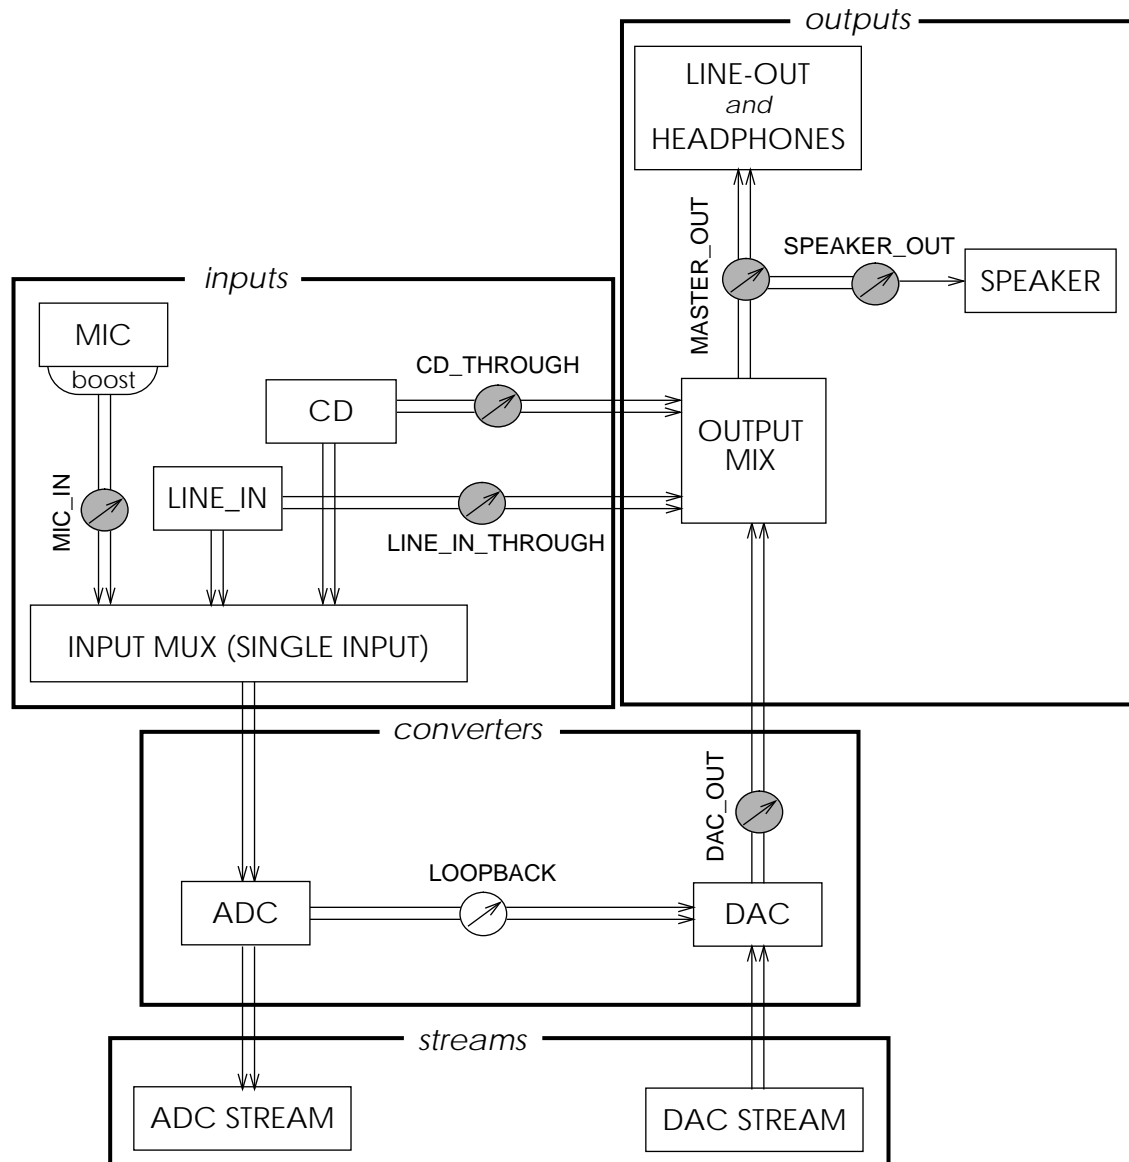 outputs
LINE-OUT
and
HEADPHONES
MASTER_OUT
SPEAKER_OUT
SPEAKER
inputs
MIC
boost
CD_THROUGH
CD
OUTPUT
MIX
LINE_IN
MIC_IN
LINE_IN_THROUGH
INPUT MUX (SINGLE INPUT)
converters
DAC_OUT
LOOPBACK
ADC
DAC
streams
ADC STREAM
DAC STREAM